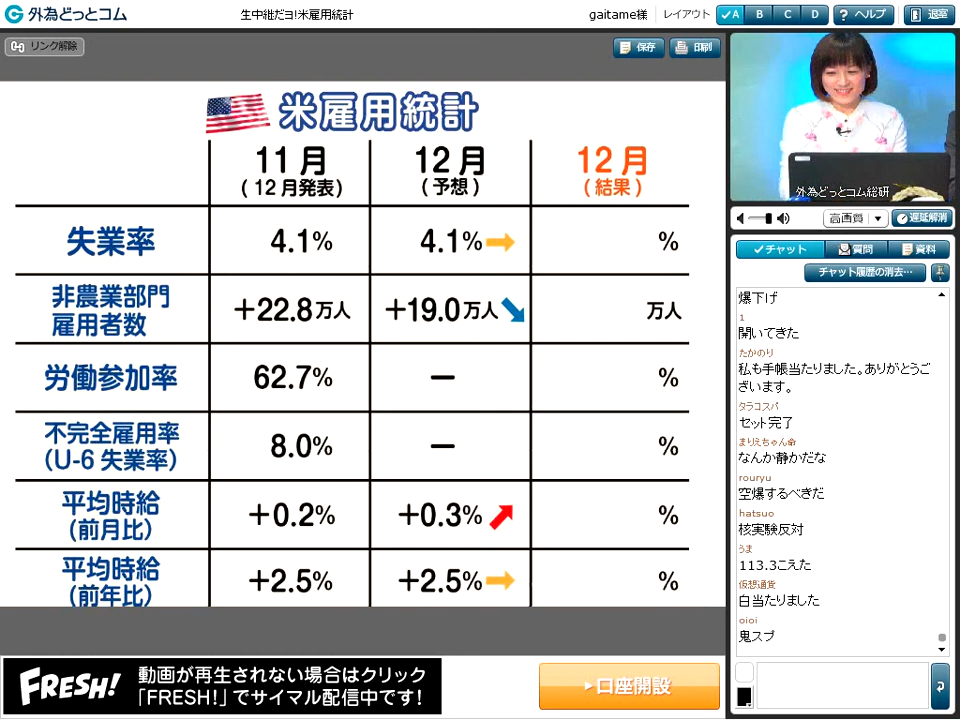 外為どっとコム
生中継だヨ!米雇用統計
gaitame様
レイアウト
A
B
C
D
? ヘルプ
退室
リンク解除
保存
印刷
米雇用統計
11月
(12月発表)
12月
(予想)
12月
(結果)
失業率
4.1%
4.1%
%
非農業部門
雇用者数
+22.8万人
+19.0万人
万人
労働参加率
62.7%
—
%
不完全雇用率
(U-6 失業率)
8.0%
—
%
平均時給
(前月比)
+0.2%
+0.3%
%
平均時給
(前年比)
+2.5%
+2.5%
%
FRESH!
動画が再生されない場合はクリック
「FRESH!」でサイマル配信中です!
口座開設
外為どっとコム総研
高画質
遅延解消
チャット
質問
資料
チャット履歴の消去…
爆下げ
1
開いてきた
たかのり
私も手帳当たりました。ありがとうご
ざいます。
タラコスパ
セット完了
まりえちゃん命
なんか静かだな
rouryu
空爆するべきだ
hatsuo
核実験反対
うま
113.3こえた
仮想通貨
白当たりました
oioi
鬼スプ